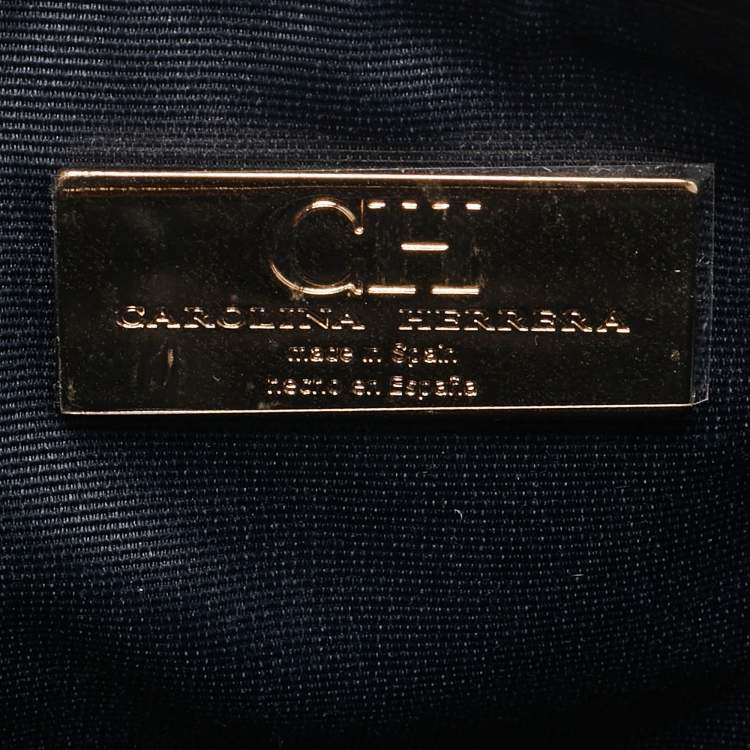 CH
CAROLINA HERRERA
made in Spain
hecho en España